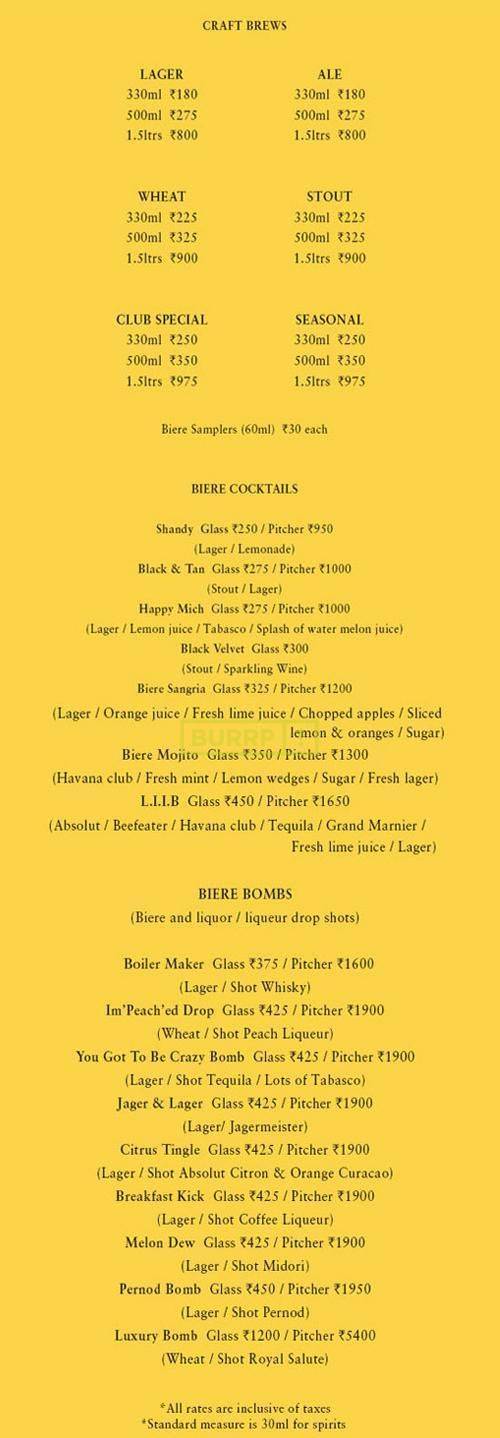 CRAFT BREWS
LAGER
330ml ₹180
500ml ₹275
1.5ltrs ₹800
ALE
330ml ₹180
500ml ₹275
1.5ltrs ₹800
WHEAT
330ml ₹225
500ml ₹325
1.5ltrs ₹900
STOUT
330ml ₹225
500ml ₹325
1.5ltrs ₹900
CLUB SPECIAL
330ml ₹250
500ml ₹350
1.5ltrs ₹975
SEASONAL
330ml ₹250
500ml ₹350
1.5ltrs ₹975
Biere Samplers (60ml) ₹30 each
BIERE COCKTAILS
Shandy Glass ₹250 / Pitcher ₹950
(Lager / Lemonade)
Black & Tan Glass ₹275 / Pitcher ₹1000
(Stout / Lager)
Happy Mich Glass ₹275 / Pitcher ₹1000
(Lager / Lemon juice / Tabasco / Splash of water melon juice)
Black Velvet Glass ₹300
(Stout / Sparkling Wine)
Biere Sangria Glass ₹325 / Pitcher ₹1200
(Lager / Orange juice / Fresh lime juice / Chopped apples / Sliced
lemon & oranges / Sugar)
BURRP
Biere Mojito Glass ₹350 / Pitcher ₹1300
(Havana club / Fresh mint / Lemon wedges / Sugar / Fresh lager)
L.I.I.B Glass ₹450 / Pitcher ₹1650
(Absolut / Beefeater / Havana club / Tequila / Grand Marnier /
Fresh lime juice / Lager)
BIERE BOMBS
(Biere and liquor / liqueur drop shots)
Boiler Maker Glass ₹375 / Pitcher ₹1600
(Lager / Shot Whisky)
Im'Peach'ed Drop Glass ₹425 / Pitcher ₹1900
(Wheat / Shot Peach Liqueur)
You Got To Be Crazy Bomb Glass ₹425 / Pitcher ₹1900
(Lager / Shot Tequila / Lots of Tabasco)
Jager & Lager Glass ₹425 / Pitcher ₹1900
(Lager/ Jagermeister)
Citrus Tingle Glass ₹425 / Pitcher ₹1900
(Lager / Shot Absolut Citron & Orange Curacao)
Breakfast Kick Glass ₹425 / Pitcher ₹1900
(Lager / Shot Coffee Liqueur)
Melon Dew Glass ₹425 / Pitcher ₹1900
(Lager / Shot Midori)
Pernod Bomb Glass ₹450 / Pitcher ₹1950
(Lager / Shot Pernod)
Luxury Bomb Glass ₹1200 / Pitcher ₹5400
(Wheat / Shot Royal Salute)
*All rates are inclusive of taxes
*Standard measure is 30ml for spirits